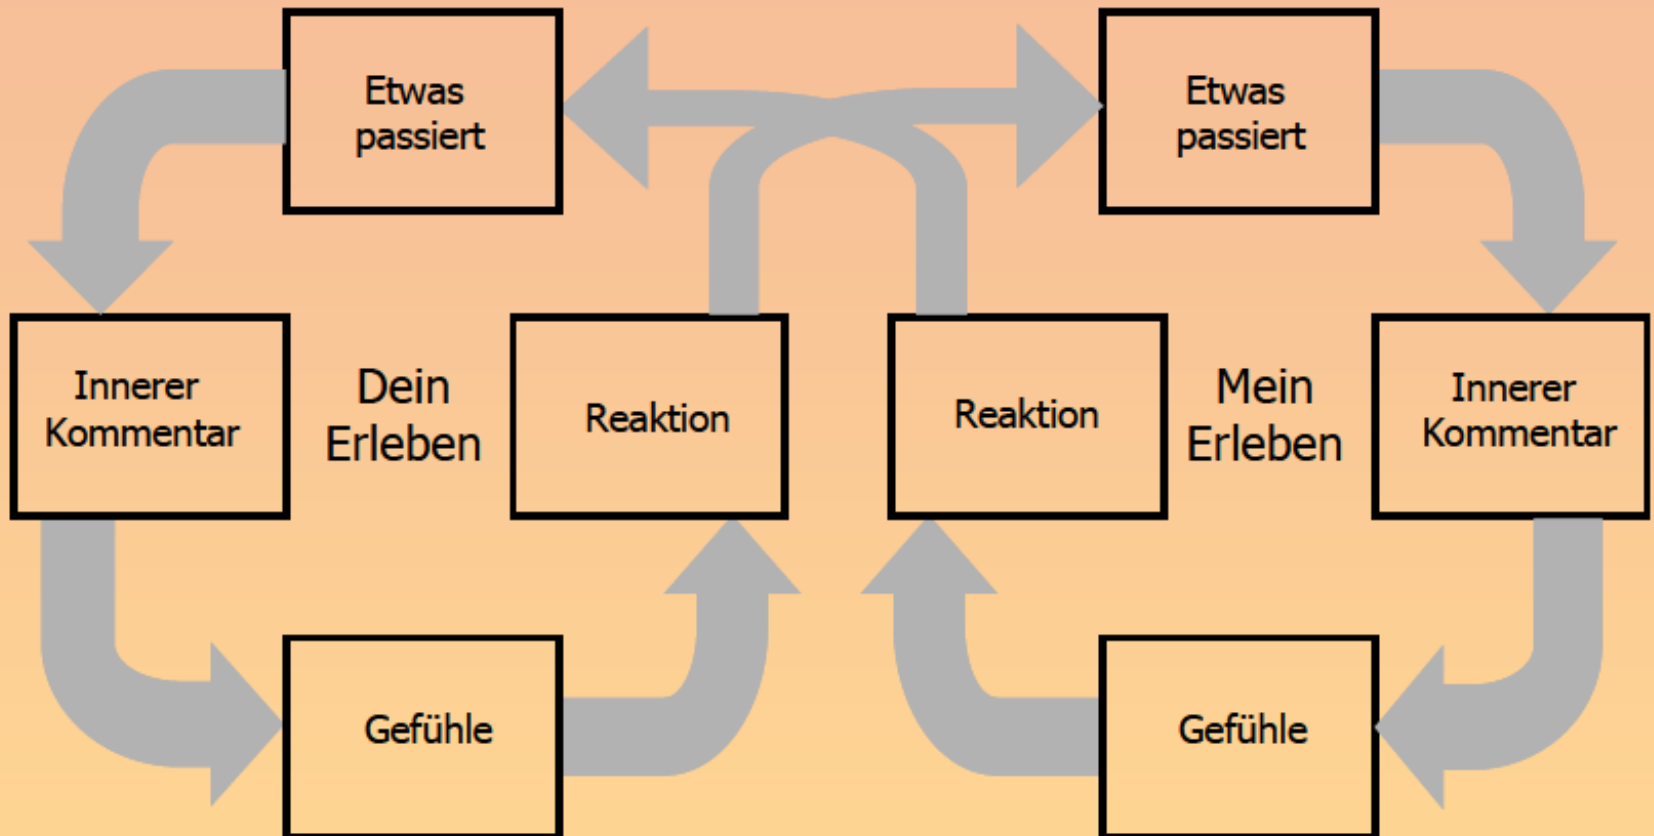 Etwas
passiert
Etwas
passiert
Innerer
Kommentar
Dein
Erleben
Reaktion
Reaktion
Mein
Erleben
Innerer
Kommentar
Gefühle
Gefühle